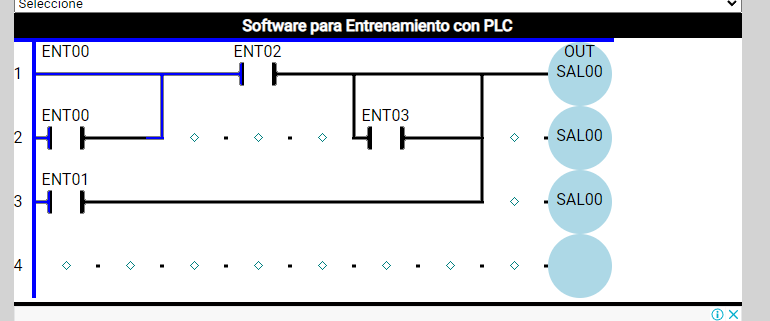 Seleccione
Software para Entrenamiento con PLC
ENT00 ENT02 OUT
1 SAL00
ENT00 ENT03
2 SAL00
ENT01
3 SAL00
4